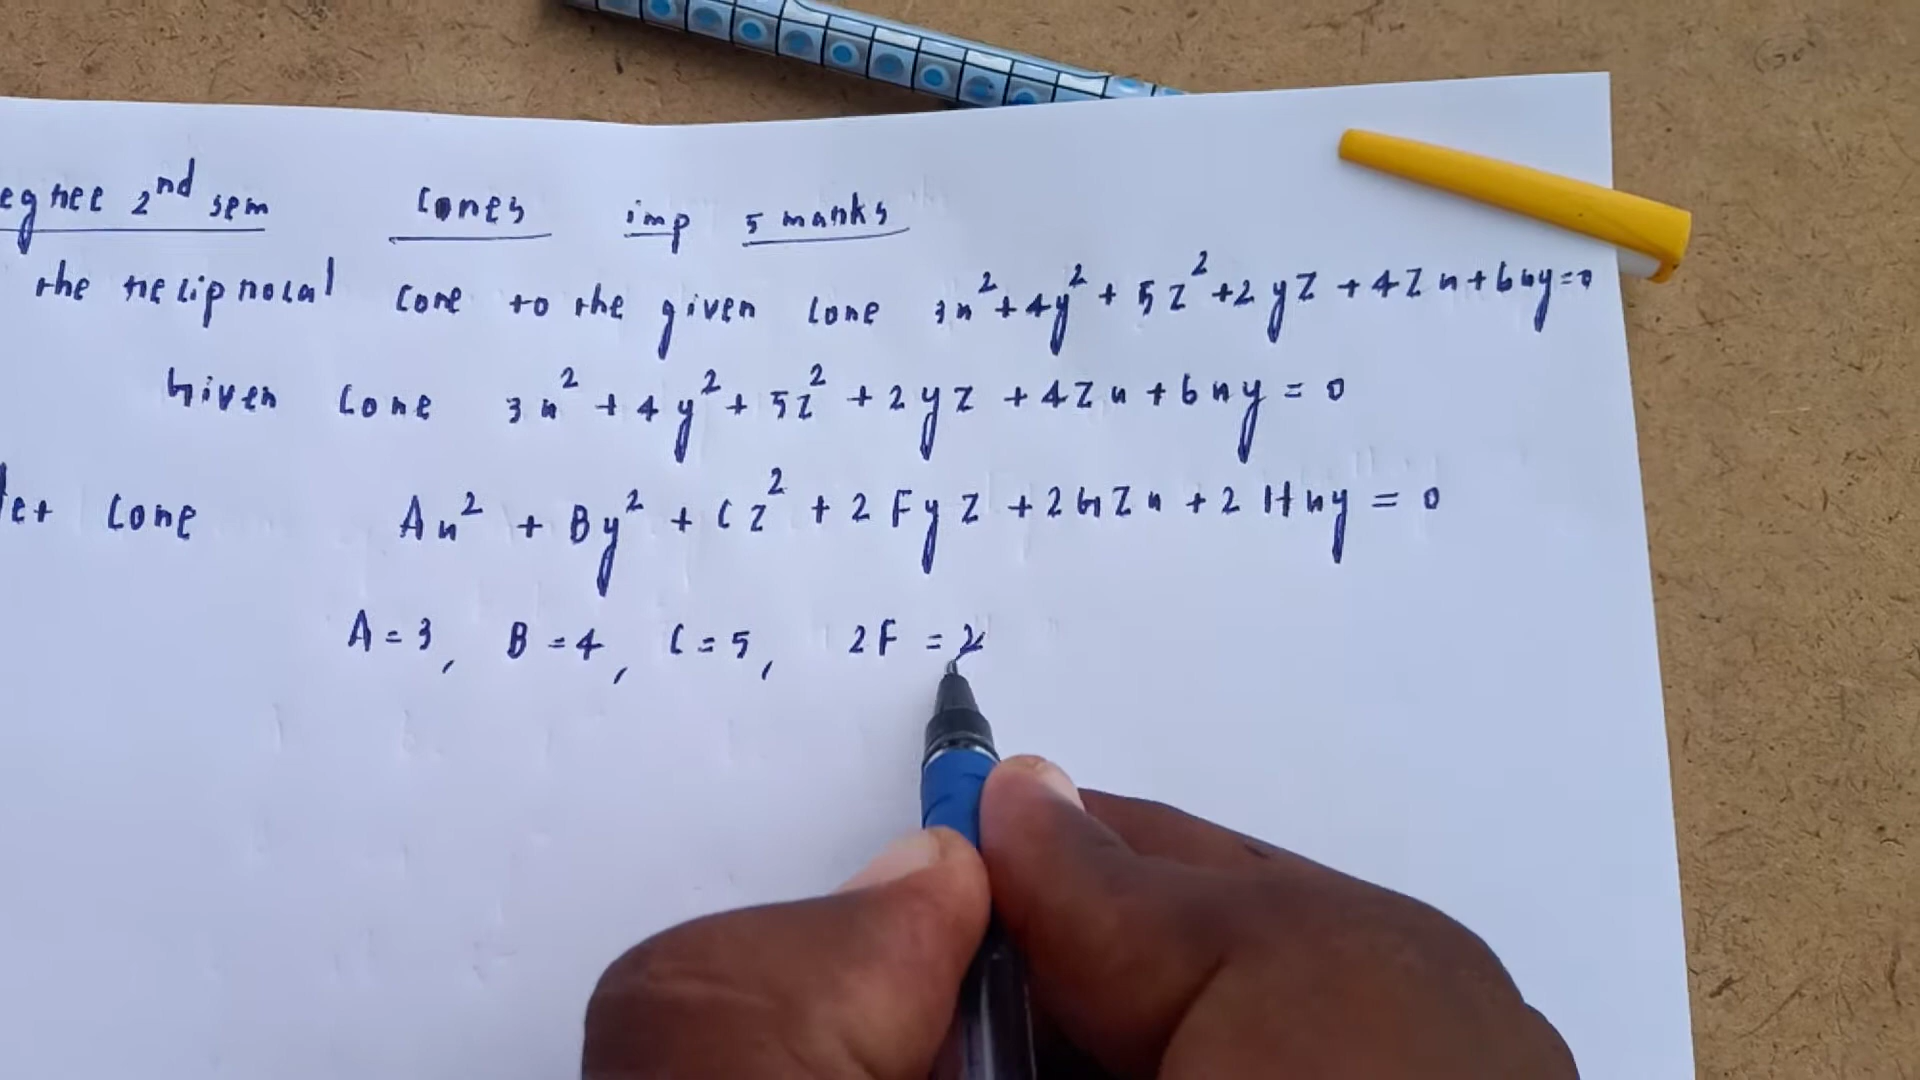 egree 2nd sem cones imp 5 marks
the reciprocal cone to the given cone 3x²+4y²+5z²+2yz+4zx+6xy=0
Given cone 3x²+4y²+5z²+2yz+4zx+6xy=0
let cone Ax²+By²+Cz²+2Fyz+2Gzx+2Hxy=0
A=3, B=4, C=5, 2F=2